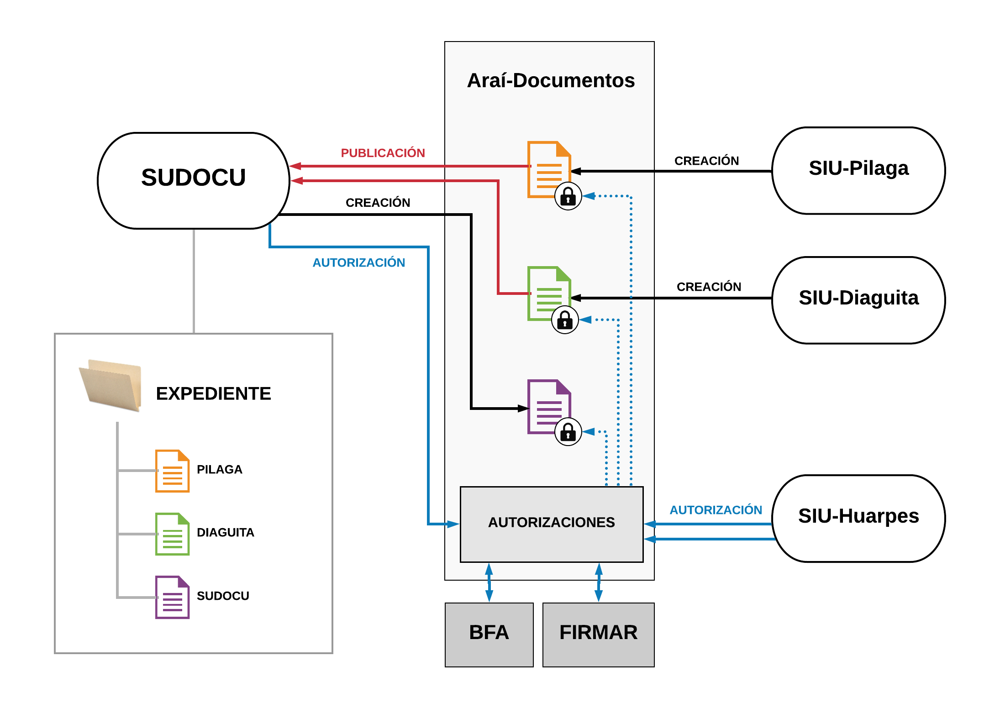 Araí-Documentos
SUDOCU
PUBLICACIÓN
CREACIÓN
AUTORIZACIÓN
CREACIÓN
SIU-Pilaga
CREACIÓN
SIU-Diaguita
EXPEDIENTE
PILAGA
DIAGUITA
SUDOCU
AUTORIZACIONES
AUTORIZACIÓN
SIU-Huarpes
BFA
FIRMAR